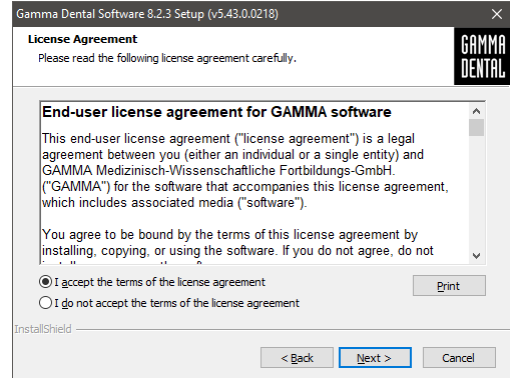 Gamma Dental Software 8.2.3 Setup (v5.43.0.0218)
License Agreement
Please read the following license agreement carefully.
GAMMA
DENTAL
End-user license agreement for GAMMA software
This end-user license agreement ("license agreement") is a legal
agreement between you (either an individual or a single entity) and
GAMMA Medizinisch-Wissenschaftliche Fortbildungs-GmbH.
("GAMMA") for the software that accompanies this license agreement,
which includes associated media ("software").
You agree to be bound by the terms of this license agreement by
installing, copying, or using the software. If you do not agree, do not
I accept the terms of the license agreement
Print
I do not accept the terms of the license agreement
InstallShield
< Back
Next >
Cancel